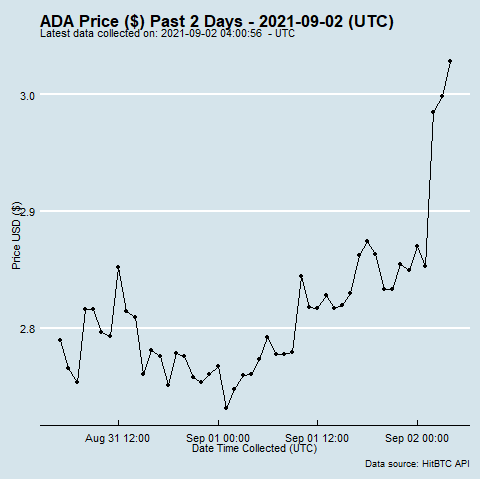 ADA Price ($) Past 2 Days - 2021-09-02 (UTC)
Latest data collected on: 2021-09-02 04:00:56 - UTC
3.0
2.9
2.8
Price USD ($)
Aug 31 12:00 Sep 01 00:00 Sep 01 12:00 Sep 02 00:00
Date Time Collected (UTC)
Data source: HitBTC API